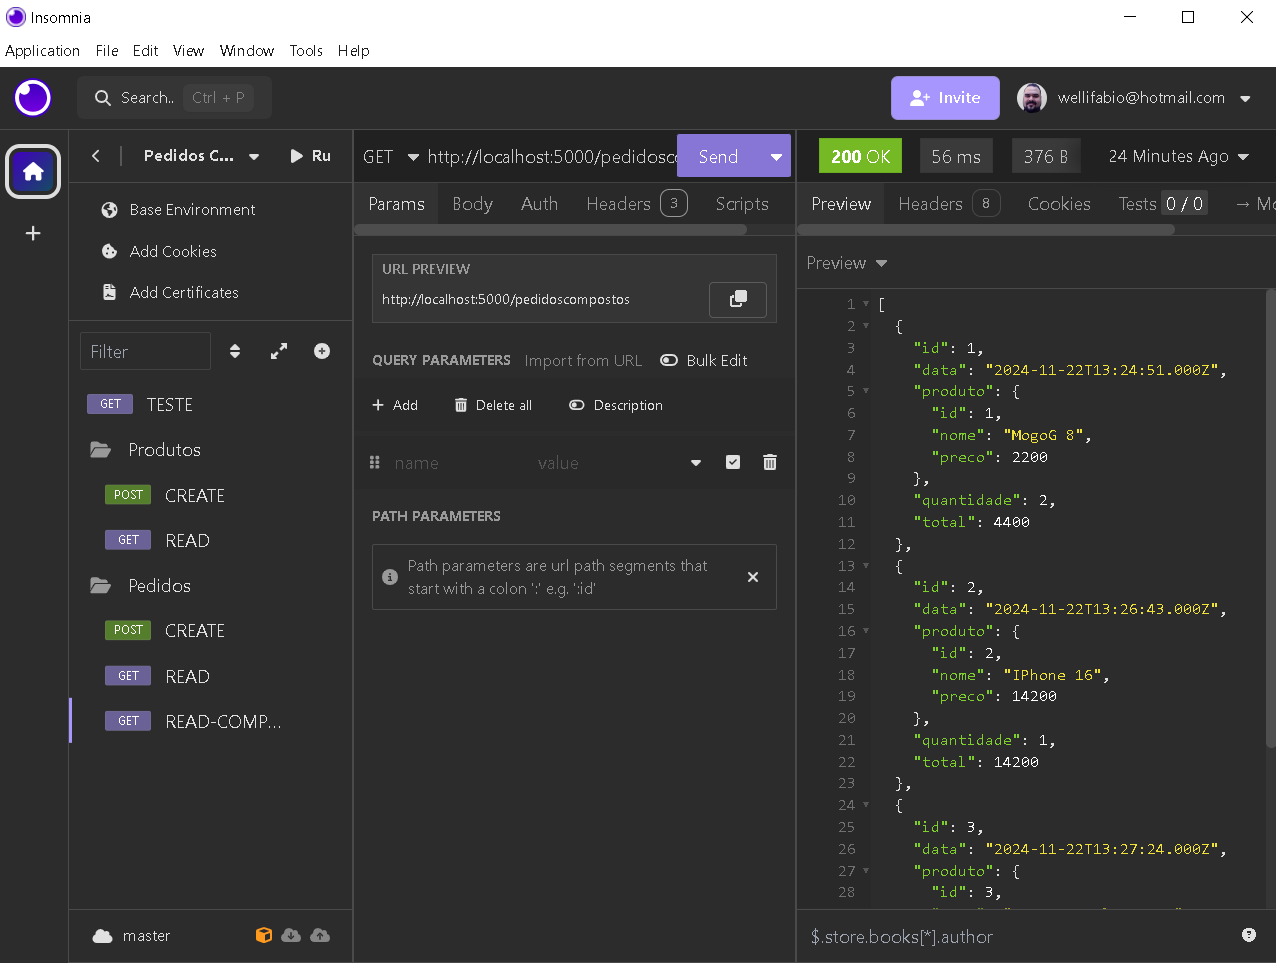 Insomnia
Application File Edit View Window Tools Help
Search.. Ctrl + P
Invite
wellifabio@hotmail.com
Pedidos C...
Ru
Base Environment
Add Cookies
Add Certificates
Filter
GET TESTE
Produtos
POST CREATE
GET READ
Pedidos
POST CREATE
GET READ
GET READ-COMP...
master
GET http://localhost:5000/pedidosco
Send
Params Body Auth Headers 3 Scripts
URL PREVIEW
http://localhost:5000/pedidoscompostos
QUERY PARAMETERS Import from URL Bulk Edit
Add Delete all Description
name value
PATH PARAMETERS
Path parameters are url path segments that
start with a colon ':' e.g. ':id'
200 OK 56 ms 376 B 24 Minutes Ago
Preview Headers 8 Cookies Tests 0 / 0 → Mo
Preview
1 [
2 {
3 "id": 1,
4 "data": "2024-11-22T13:24:51.000Z",
5 "produto": {
6 "id": 1,
7 "nome": "MogoG 8",
8 "preco": 2200
9 },
10 "quantidade": 2,
11 "total": 4400
12 },
13 {
14 "id": 2,
15 "data": "2024-11-22T13:26:43.000Z",
16 "produto": {
17 "id": 2,
18 "nome": "IPhone 16",
19 "preco": 14200
20 },
21 "quantidade": 1,
22 "total": 14200
23 },
24 {
25 "id": 3,
26 "data": "2024-11-22T13:27:24.000Z",
27 "produto": {
28 "id": 3,
$.store.books[*].author